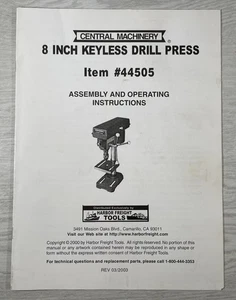 CENTRAL MACHINERY®
8 INCH KEYLESS DRILL PRESS
Item #44505
ASSEMBLY AND OPERATING
INSTRUCTIONS
Distributed Exclusively by
HARBOR FREIGHT
TOOLS
3491 Mission Oaks Blvd., Camarillo, CA 93011
Visit our Web site at http://www.harborfreight.com
Copyright © 2000 by Harbor Freight Tools. All rights reserved. No portion of this
manual or any artwork contained herein may be reproduced in any shape or
form without the express written consent of Harbor Freight Tools.
For technical questions and replacement parts, please call 1-800-444-3353
REV 03/2003